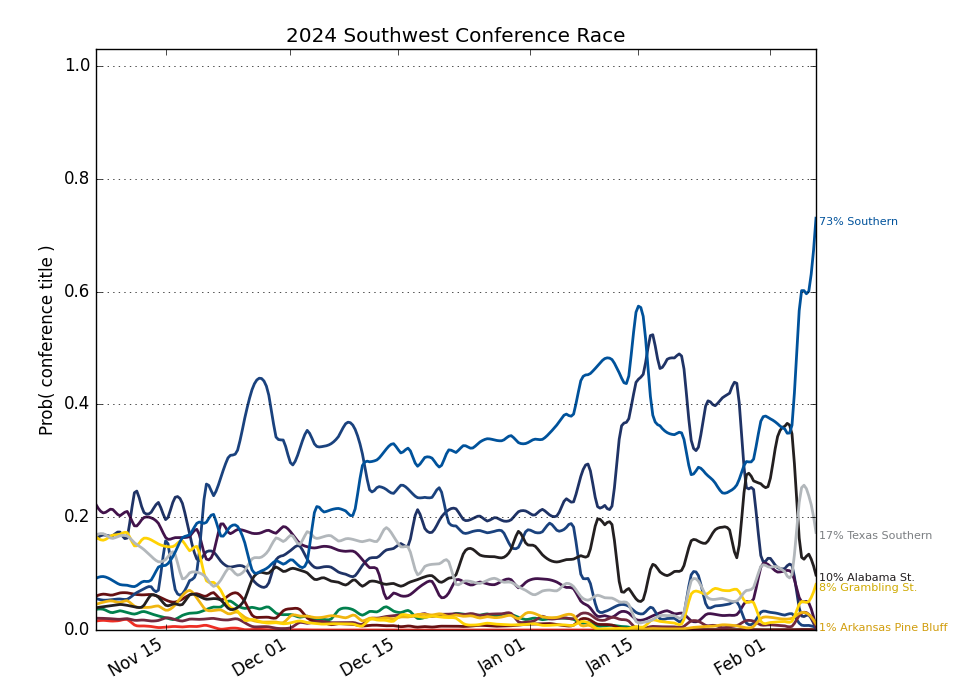 2024 Southwest Conference Race
Prob( conference title )
1.0
0.8
0.6
0.4
0.2
0.0
Nov 15
Dec 01
Dec 15
Jan 01
Jan 15
Feb 01
73% Southern
17% Texas Southern
10% Alabama St.
8% Grambling St.
1% Arkansas Pine Bluff